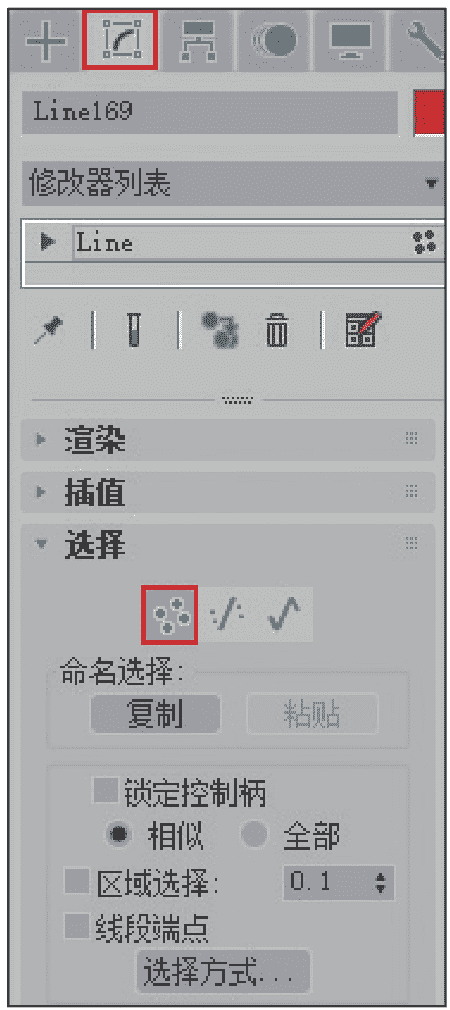 Line169
修改器列表
Line
渲染
插值
选择
命名选择:
复制 粘贴
锁定控制柄
相似 全部
区域选择: 0.1
线段端点
选择方式...